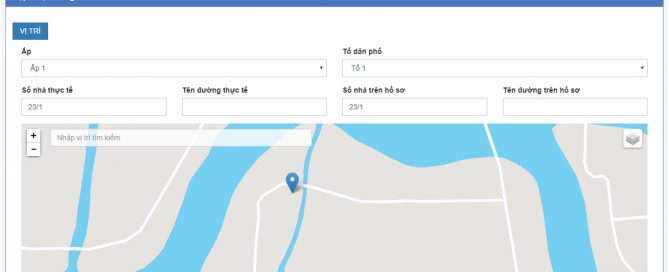 VỊ TRÍ
Ấp
Tổ dân phố
Ấp 1
Tổ 1
Số nhà thực tế
Tên đường thực tế
Số nhà trên hồ sơ
Tên đường trên hồ sơ
23/1
23/1
+
Nhập vị trí tìm kiếm
-